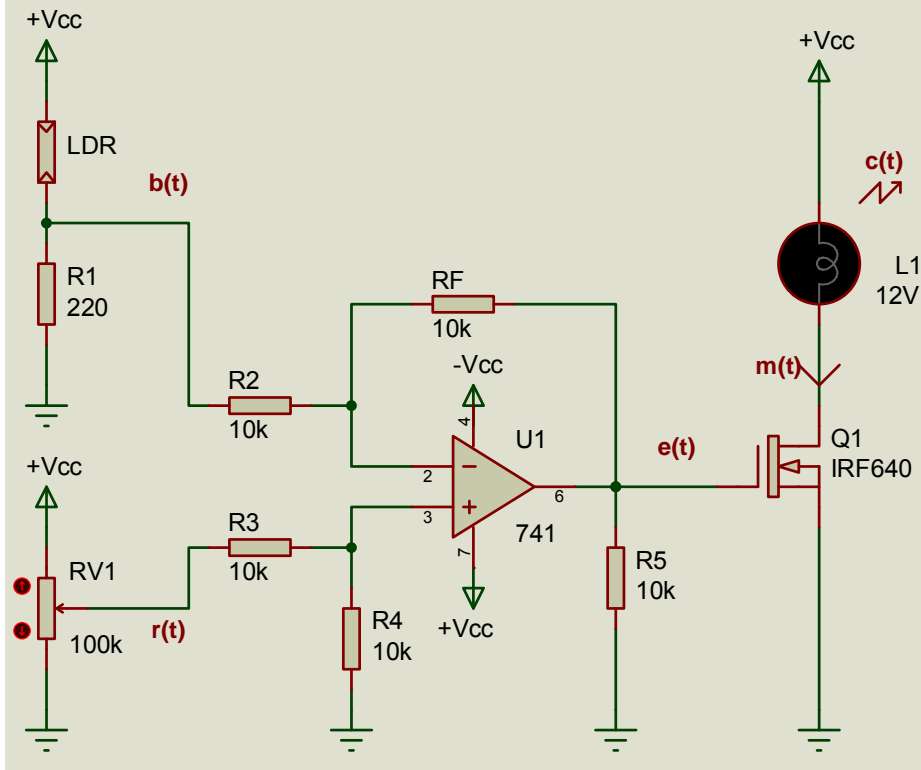 +Vcc
LDR
b(t)
R1
220
+Vcc
RV1
100k
r(t)
R2
10k
R3
10k
R4
10k
RF
10k
-Vcc
4
2
3
6
7
U1
741
+Vcc
e(t)
R5
10k
+Vcc
c(t)
L1
12V
m(t)
Q1
IRF640